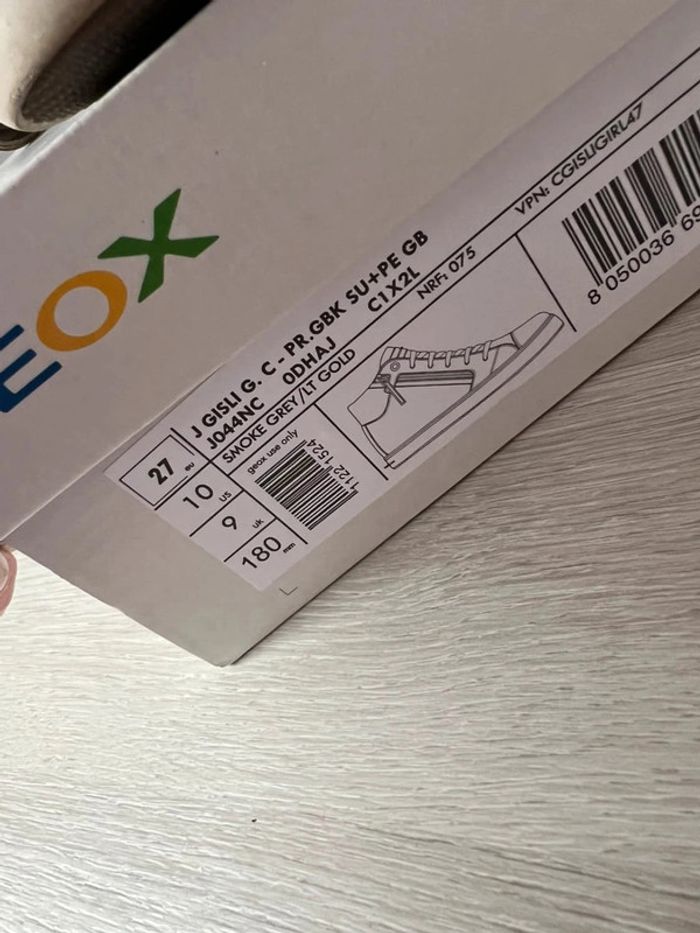 EOX
J GISLI G. C - PR.GBK SU+PE GB
J044NC 0DHAJ C1X2L
SMOKE GREY/LT GOLD
NRF: 075
VPN: CGISLIGIRL47
27 eu
10 US
9 uk
180 mm
geox use only
1122 1524
8 050036